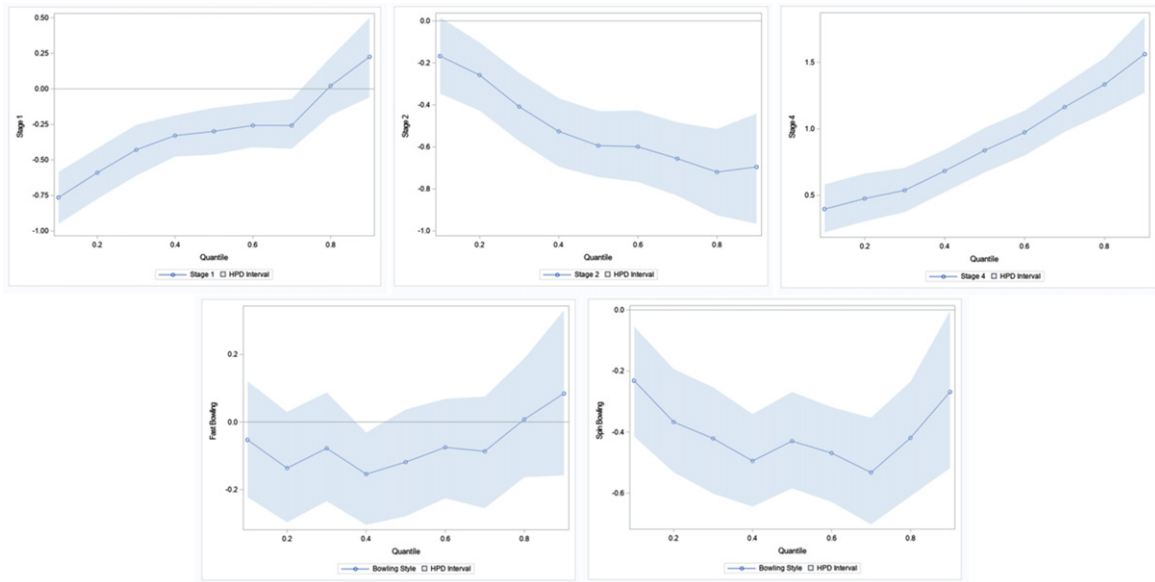 0.50
0.25
0.00
-0.25
-0.50
-0.75
-1.00
Stage 1
0.2 0.4 0.6 0.8
Quantile
Stage 1 HPD Interval
0.0
-0.2
-0.4
-0.6
-0.8
-1.0
Stage 2
0.2 0.4 0.6 0.8
Quantile
Stage 2 HPD Interval
1.5
1.0
0.5
Stage 4
0.2 0.4 0.6 0.8
Quantile
Stage 4 HPD Interval
0.2
0.0
-0.2
Fast Bowling
0.2 0.4 0.6 0.8
Quantile
Bowling Style HPD Interval
0.0
-0.2
-0.4
-0.6
Spin Bowling
0.2 0.4 0.6 0.8
Quantile
Bowling Style HPD Interval